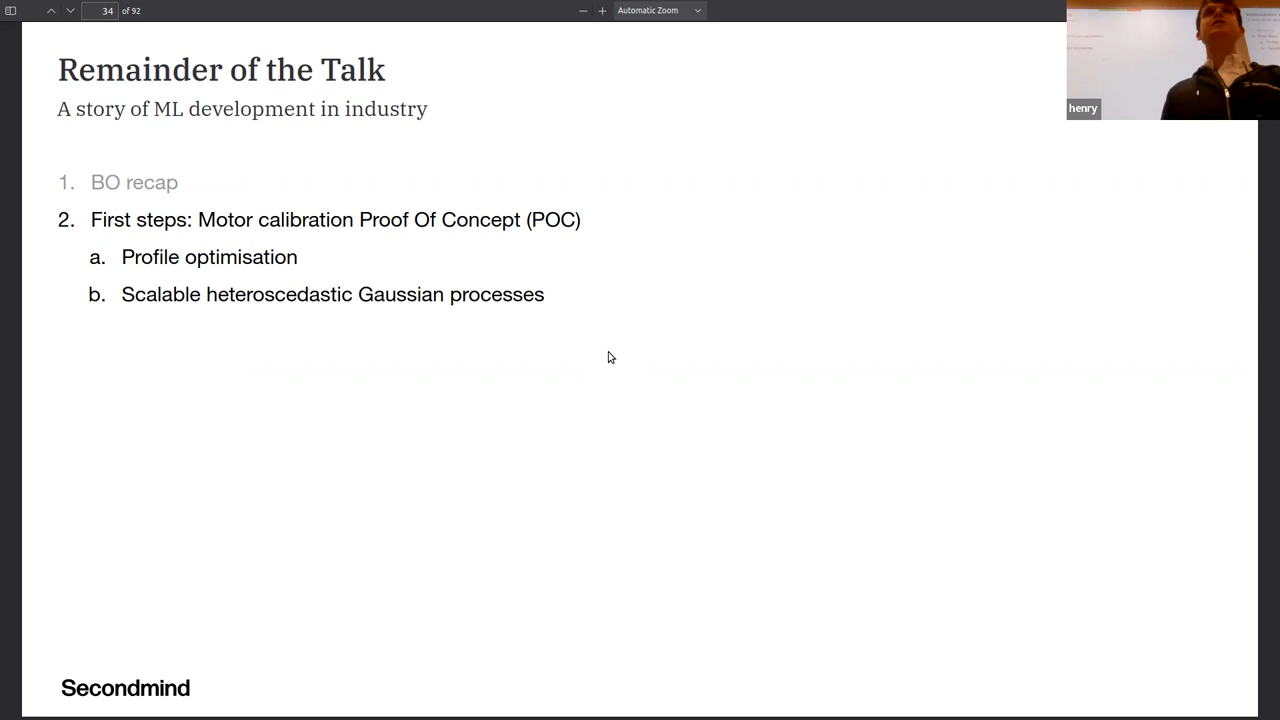 34 of 92
Automatic Zoom
Remainder of the Talk
A story of ML development in industry
henry
1. BO recap
2. First steps: Motor calibration Proof Of Concept (POC)
a. Profile optimisation
b. Scalable heteroscedastic Gaussian processes
Secondmind